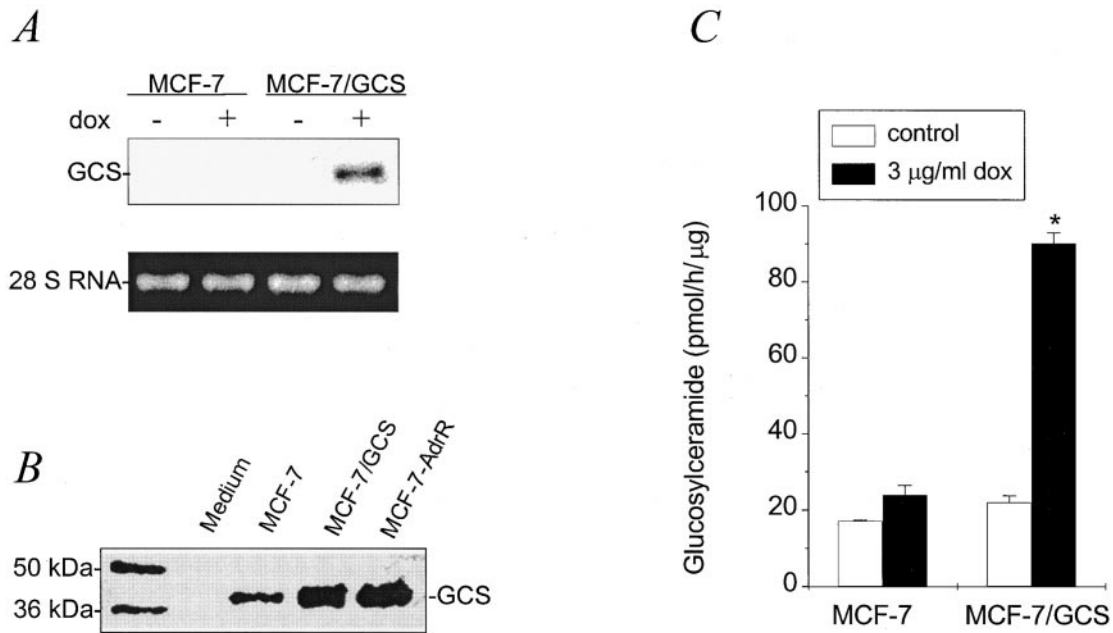 A
MCF-7 MCF-7/GCS
dox - + - +
GCS-
28 S RNA-
B
Medium
MCF-7
MCF-7/GCS
MCF-7-AdrR
50 kDa-
36 kDa-
-GCS
C
control
3 μg/ml dox
Glucosylceramide (pmol/h/μg)
100
80
60
40
20
0
*
MCF-7 MCF-7/GCS